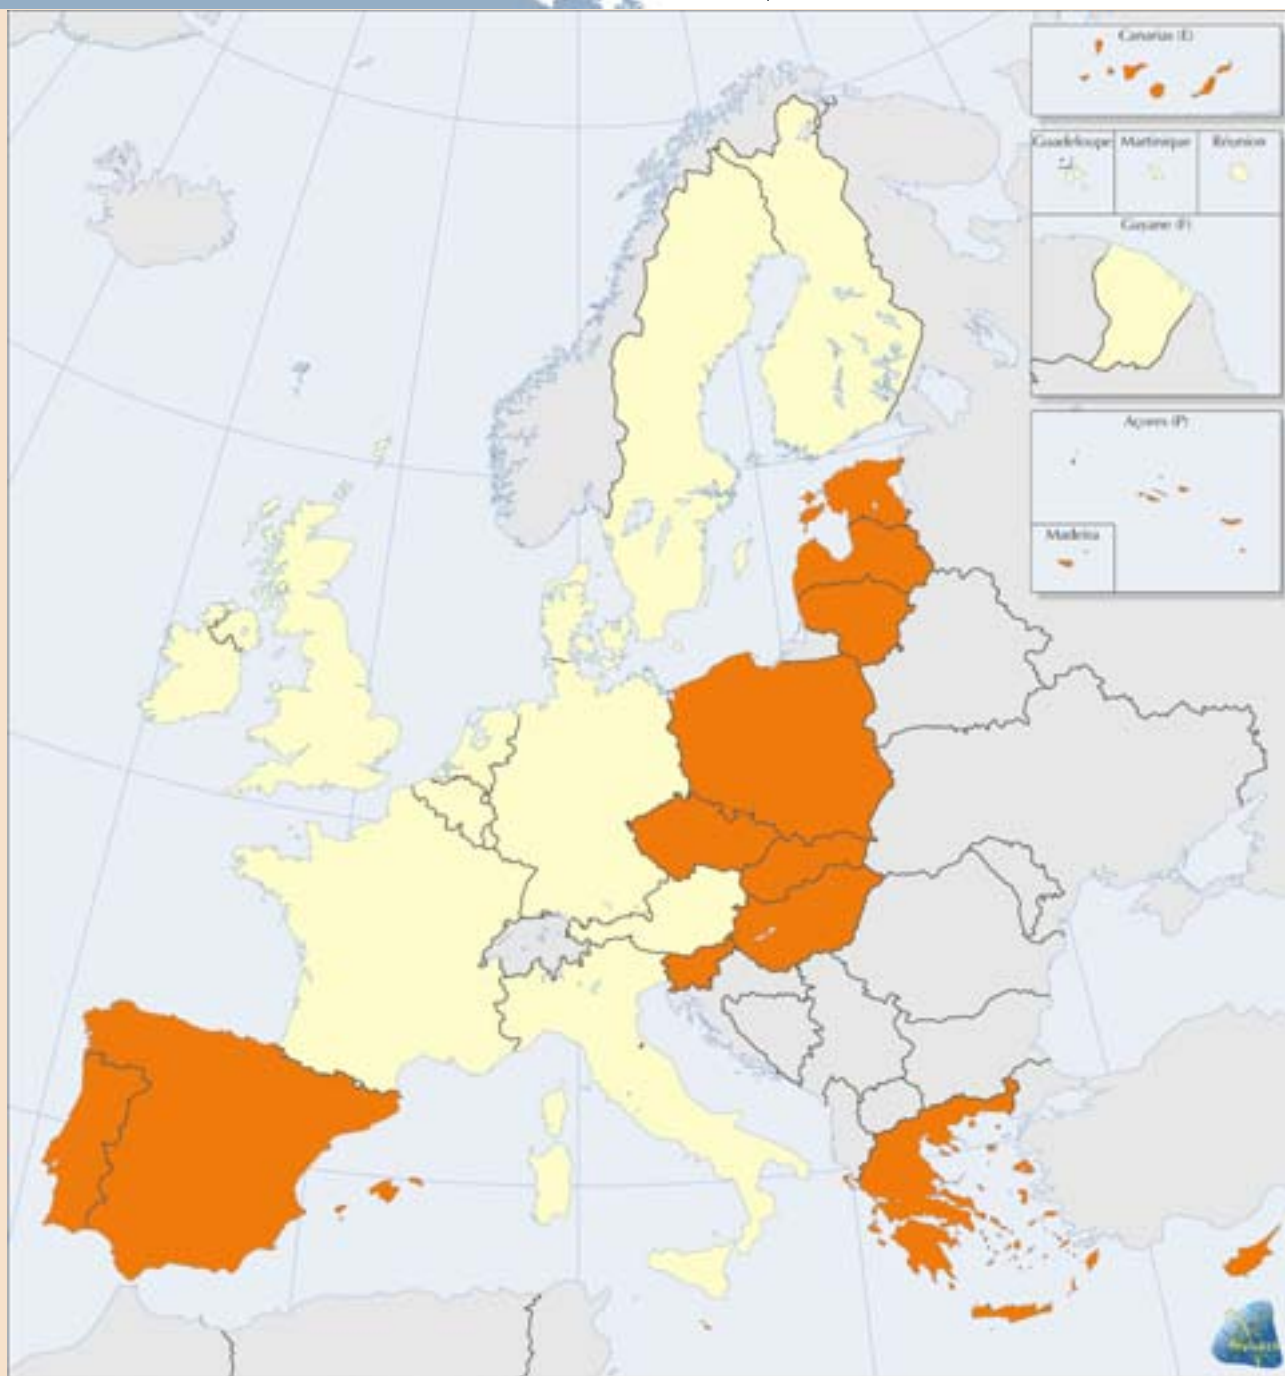 Canarias (E)
Guadeloupe
Martinique
Réunion
Guyane (F)
Açores (P)
Madeira